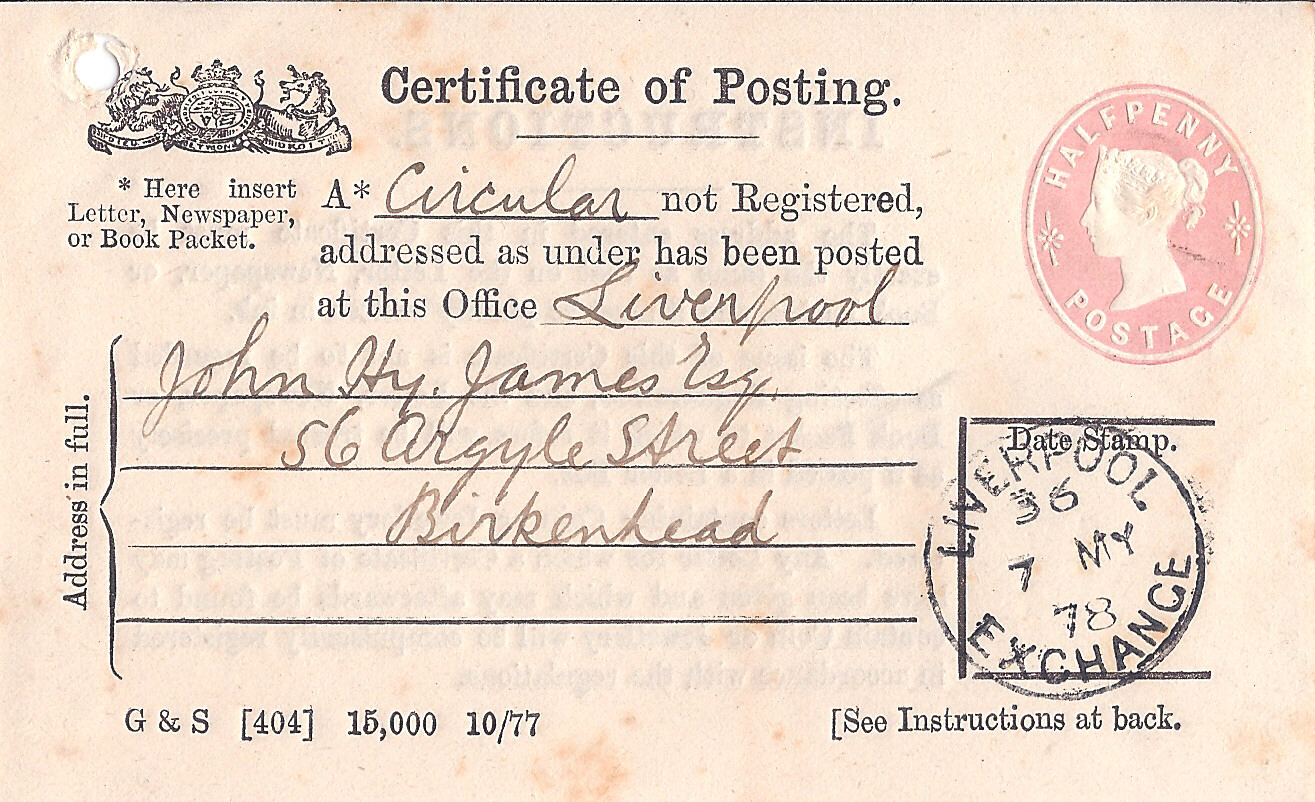 Certificate of Posting.
* Here insert
Letter, Newspaper,
or Book Packet.
A* Circular not Registered,
addressed as under has been posted
at this Office Liverpool
Address in full.
John Hy. James Esq.
56 Argyle Street
Birkenhead
HALFPENNY
POSTAGE
Date Stamp.
LIVERPOOL
36
7 MY
78
EXCHANGE
G & S [404] 15,000 10/77
[See Instructions at back.